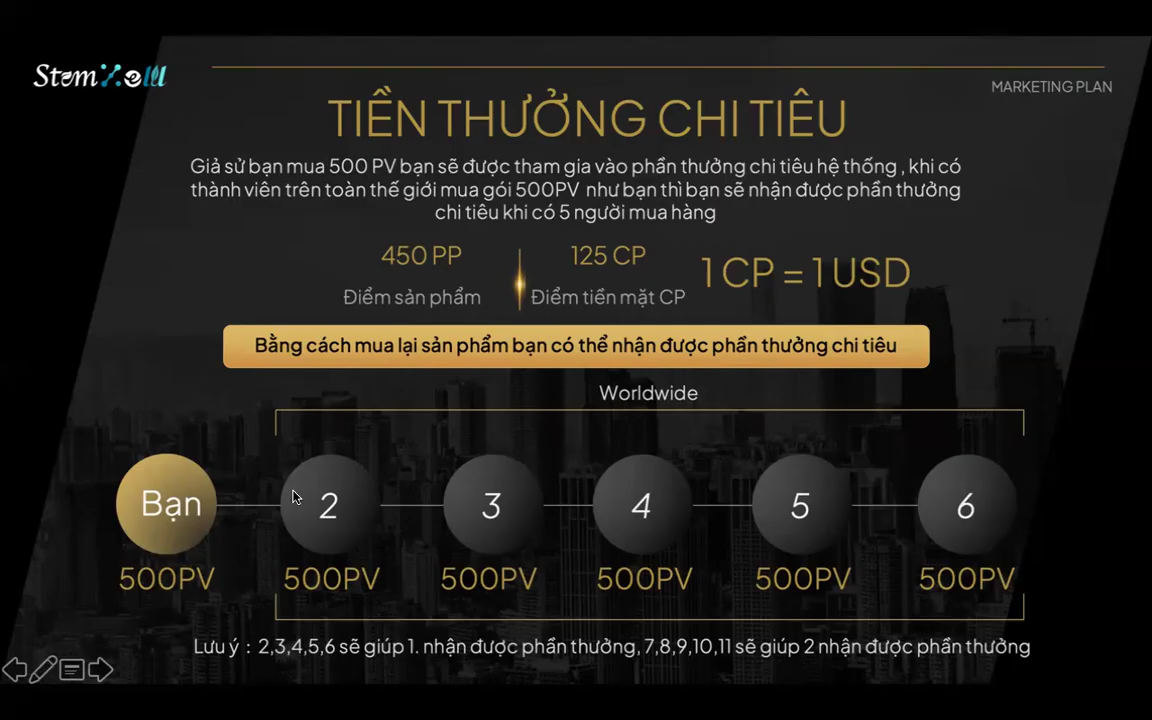 StemXcell
MARKETING PLAN
TIỀN THƯỞNG CHI TIÊU
Giả sử bạn mua 500 PV bạn sẽ được tham gia vào phần thưởng chi tiêu hệ thống , khi có
thành viên trên toàn thế giới mua gói 500PV như bạn thì bạn sẽ nhận được phần thưởng
chi tiêu khi có 5 người mua hàng
450 PP
125 CP
1 CP = 1 USD
Điểm sản phẩm
Điểm tiền mặt CP
Bằng cách mua lại sản phẩm bạn có thể nhận được phần thưởng chi tiêu
Worldwide
Bạn 2 3 4 5 6
500PV 500PV 500PV 500PV 500PV 500PV
Lưu ý : 2,3,4,5,6 sẽ giúp 1. nhận được phần thưởng, 7,8,9,10,11 sẽ giúp 2 nhận được phần thưởng